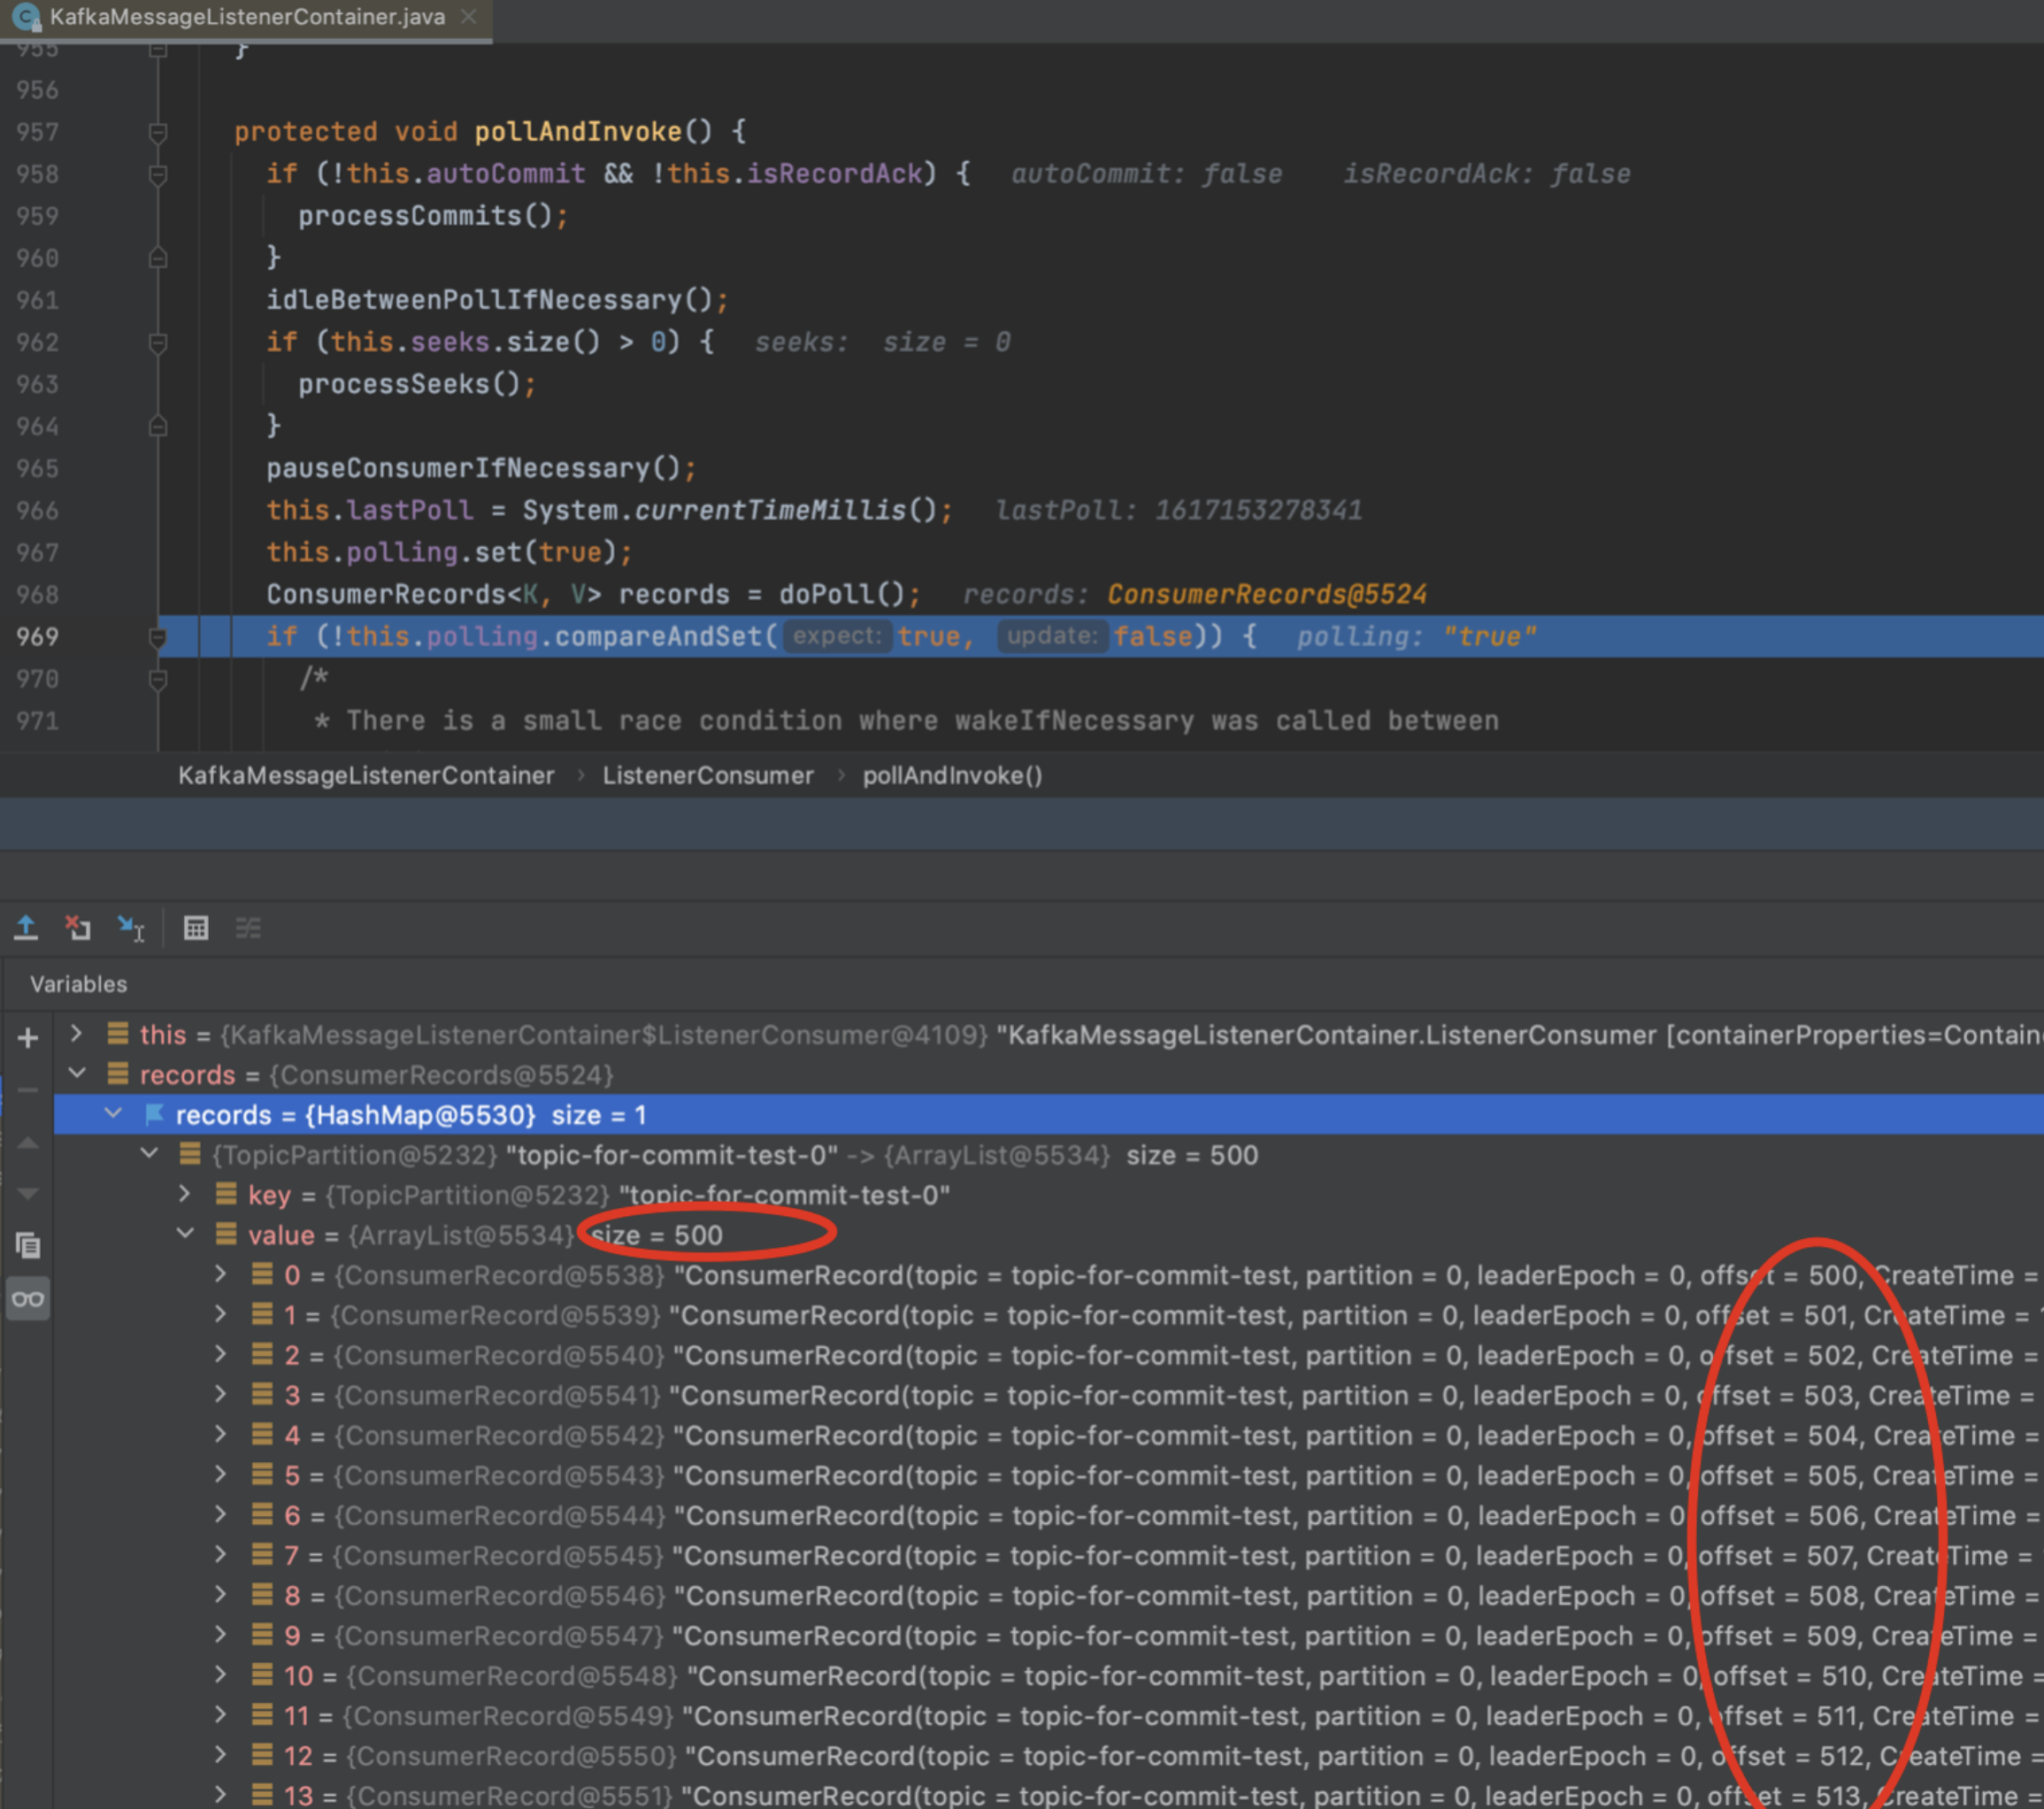 KafkaMessageListenerContainer.java
955 }
956
957 protected void pollAndInvoke() {
958 if (!this.autoCommit && !this.isRecordAck) { autoCommit: false isRecordAck: false
959 processCommits();
960 }
961 idleBetweenPollIfNecessary();
962 if (this.seeks.size() > 0) { seeks: size = 0
963 processSeeks();
964 }
965 pauseConsumerIfNecessary();
966 this.lastPoll = System.currentTimeMillis(); lastPoll: 1617153278341
967 this.polling.set(true);
968 ConsumerRecords<K, V> records = doPoll(); records: ConsumerRecords@5524
969 if (!this.polling.compareAndSet( expect: true, update: false)) { polling: "true"
970 /*
971 * There is a small race condition where wakeIfNecessary was called between
KafkaMessageListenerContainer > ListenerConsumer > pollAndInvoke()
Variables
this = {KafkaMessageListenerContainer$ListenerConsumer@4109} "KafkaMessageListenerContainer.ListenerConsumer [containerProperties=Contain
records = {ConsumerRecords@5524}
records = {HashMap@5530} size = 1
{TopicPartition@5232} "topic-for-commit-test-0" -> {ArrayList@5534} size = 500
key = {TopicPartition@5232} "topic-for-commit-test-0"
value = {ArrayList@5534} size = 500
0 = {ConsumerRecord@5538} "ConsumerRecord(topic = topic-for-commit-test, partition = 0, leaderEpoch = 0, offset = 500, CreateTime =
1 = {ConsumerRecord@5539} "ConsumerRecord(topic = topic-for-commit-test, partition = 0, leaderEpoch = 0, offset = 501, CreateTime =
2 = {ConsumerRecord@5540} "ConsumerRecord(topic = topic-for-commit-test, partition = 0, leaderEpoch = 0, offset = 502, CreateTime =
3 = {ConsumerRecord@5541} "ConsumerRecord(topic = topic-for-commit-test, partition = 0, leaderEpoch = 0, offset = 503, CreateTime =
4 = {ConsumerRecord@5542} "ConsumerRecord(topic = topic-for-commit-test, partition = 0, leaderEpoch = 0, offset = 504, CreateTime =
5 = {ConsumerRecord@5543} "ConsumerRecord(topic = topic-for-commit-test, partition = 0, leaderEpoch = 0, offset = 505, CreateTime =
6 = {ConsumerRecord@5544} "ConsumerRecord(topic = topic-for-commit-test, partition = 0, leaderEpoch = 0, offset = 506, CreateTime =
7 = {ConsumerRecord@5545} "ConsumerRecord(topic = topic-for-commit-test, partition = 0, leaderEpoch = 0, offset = 507, CreateTime =
8 = {ConsumerRecord@5546} "ConsumerRecord(topic = topic-for-commit-test, partition = 0, leaderEpoch = 0, offset = 508, CreateTime =
9 = {ConsumerRecord@5547} "ConsumerRecord(topic = topic-for-commit-test, partition = 0, leaderEpoch = 0, offset = 509, CreateTime =
10 = {ConsumerRecord@5548} "ConsumerRecord(topic = topic-for-commit-test, partition = 0, leaderEpoch = 0, offset = 510, CreateTime =
11 = {ConsumerRecord@5549} "ConsumerRecord(topic = topic-for-commit-test, partition = 0, leaderEpoch = 0, offset = 511, CreateTime =
12 = {ConsumerRecord@5550} "ConsumerRecord(topic = topic-for-commit-test, partition = 0, leaderEpoch = 0, offset = 512, CreateTime =
13 = {ConsumerRecord@5551} "ConsumerRecord(topic = topic-for-commit-test, partition = 0, leaderEpoch = 0, offset = 513, CreateTime =